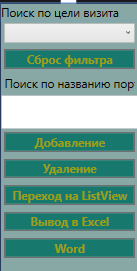 Поиск по цели визита
Сброс фильтра
Поиск по названию пор
Добавление
Удаление
Переход на ListView
Вывод в Excel
Word